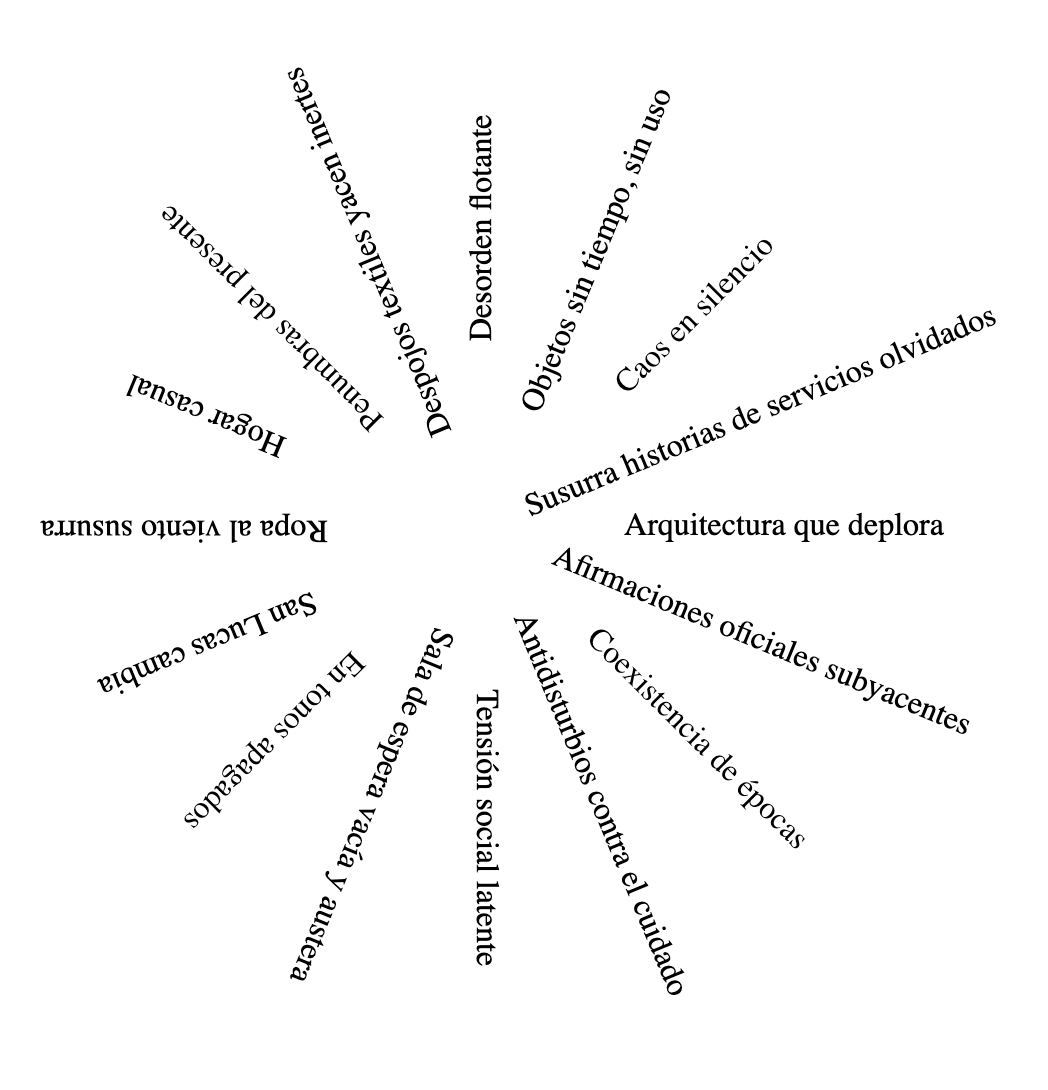 Desorden flotante
Objetos sin tiempo, sin uso
Caos en silencio
Susurra historias de servicios olvidados
Arquitectura que deplora
Afirmaciones oficiales subyacentes
Coexistencia de épocas
Antidisturbios contra el cuidado
Tensión social latente
Sala de espera vacía y austera
En tonos apagados
San Lucas cambia
Ropa al viento susurra
Hogar casual
Penumbras del presente
Despojos textiles yacen inertes